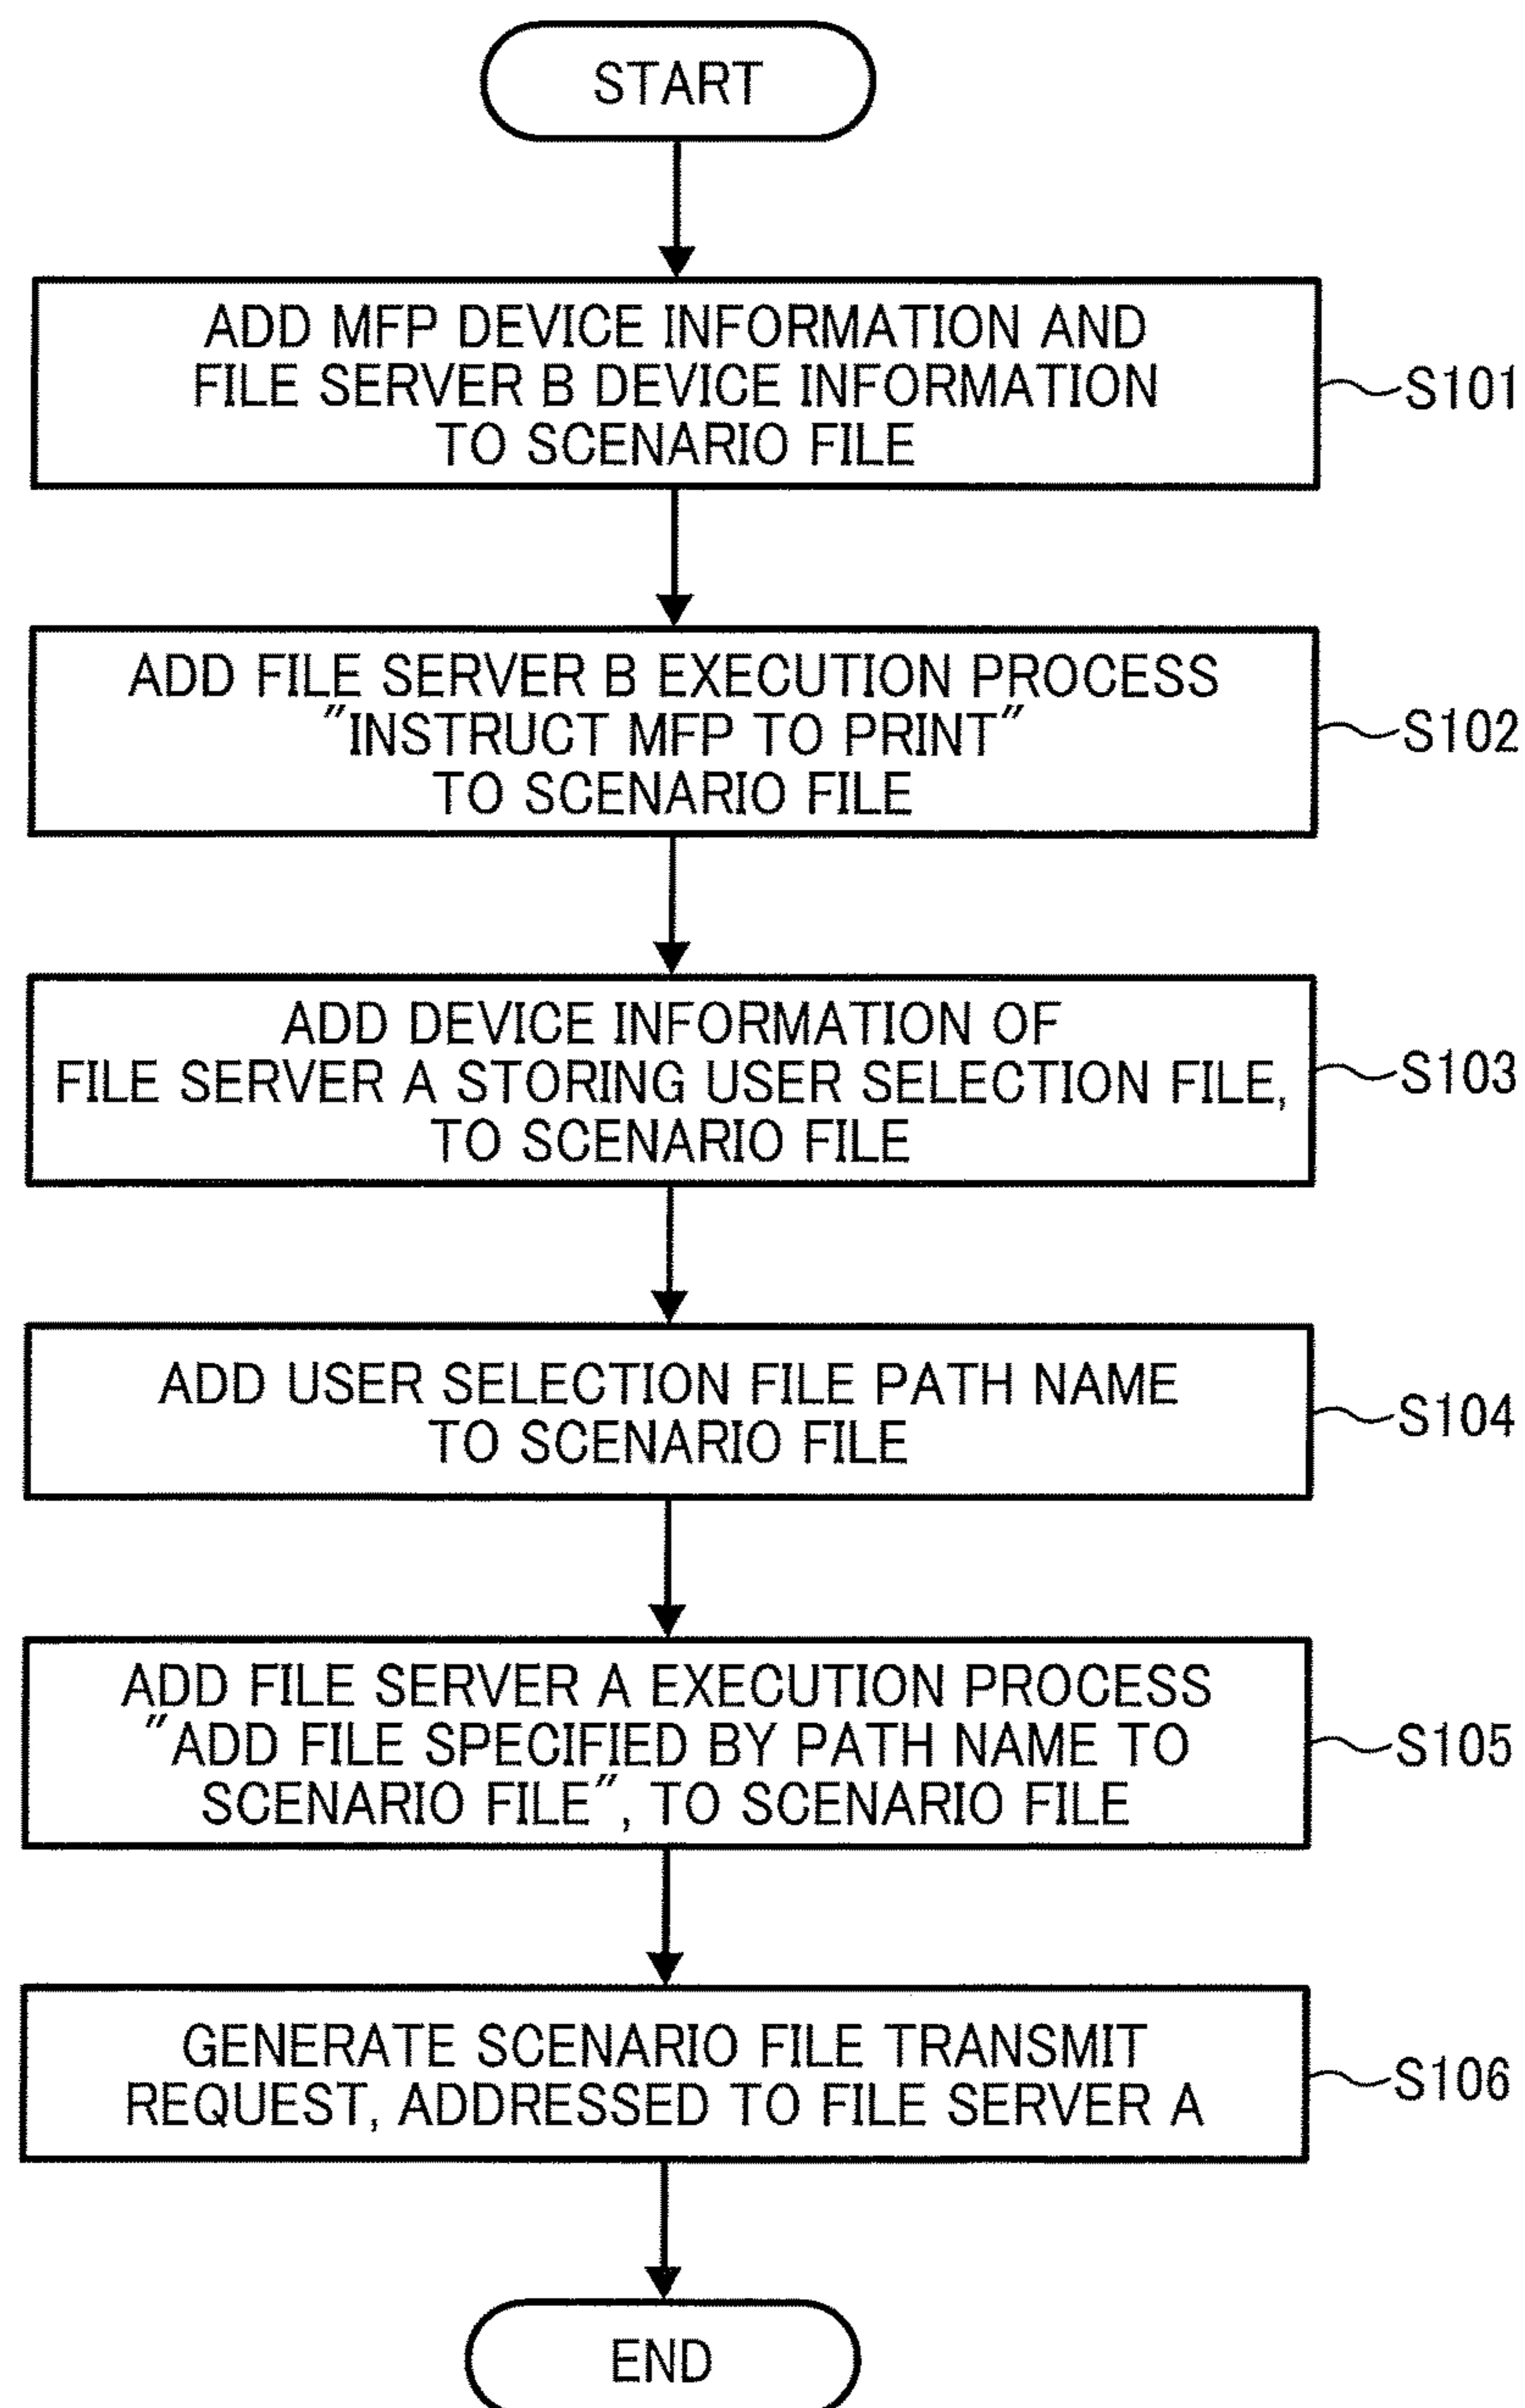 START
ADD MFP DEVICE INFORMATION AND
FILE SERVER B DEVICE INFORMATION
TO SCENARIO FILE
S101
ADD FILE SERVER B EXECUTION PROCESS
"INSTRUCT MFP TO PRINT"
TO SCENARIO FILE
S102
ADD DEVICE INFORMATION OF
FILE SERVER A STORING USER SELECTION FILE,
TO SCENARIO FILE
S103
ADD USER SELECTION FILE PATH NAME
TO SCENARIO FILE
S104
ADD FILE SERVER A EXECUTION PROCESS
"ADD FILE SPECIFIED BY PATH NAME TO
SCENARIO FILE", TO SCENARIO FILE
S105
GENERATE SCENARIO FILE TRANSMIT
REQUEST, ADDRESSED TO FILE SERVER A
S106
END